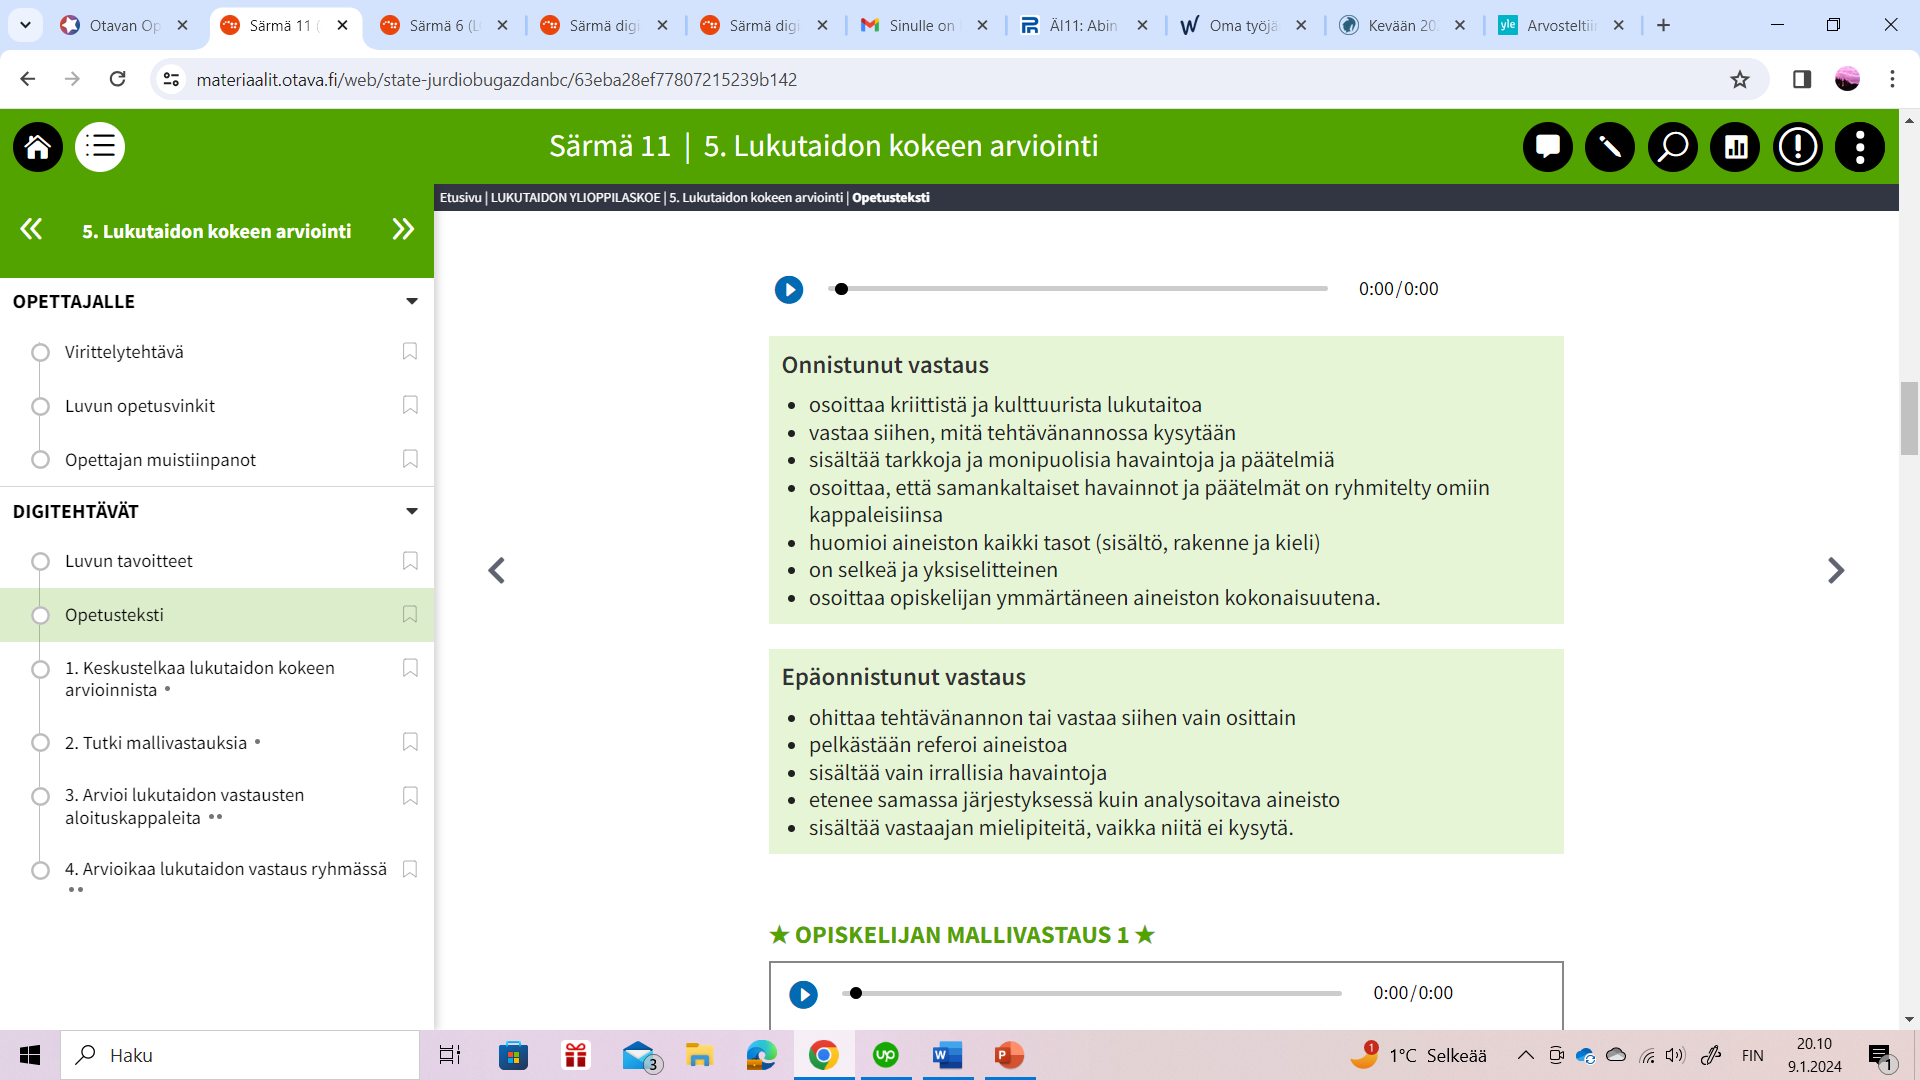 Otavan Op
Särmä 11 (
Särmä 6 (L
Särmä digi
Särmä digi
Sinulle on
ÄI11: Abin
Oma työjä
Kevään 20
Arvosteltii
materiaalit.otava.fi/web/state-jurdiobugazdanbc/63eba28ef77807215239b142
Särmä 11 | 5. Lukutaidon kokeen arviointi
Etusivu | LUKUTAIDON YLIOPPILASKOE | 5. Lukutaidon kokeen arviointi | Opetusteksti
5. Lukutaidon kokeen arviointi
OPETTAJALLE
Virittelytehtävä
Luvun opetusvinkit
Opettajan muistiinpanot
DIGITEHTÄVÄT
Luvun tavoitteet
Opetusteksti
1. Keskustelkaa lukutaidon kokeen
arvioinnista •
2. Tutki mallivastauksia •
3. Arvioi lukutaidon vastausten
aloituskappaleita ••
4. Arvioikaa lukutaidon vastaus ryhmässä
••
0:00/0:00
Onnistunut vastaus
• osoittaa kriittistä ja kulttuurista lukutaitoa
• vastaa siihen, mitä tehtävänannossa kysytään
• sisältää tarkkoja ja monipuolisia havaintoja ja päätelmiä
• osoittaa, että samankaltaiset havainnot ja päätelmät on ryhmitelty omiin
kappaleisiinsa
• huomioi aineiston kaikki tasot (sisältö, rakenne ja kieli)
• on selkeä ja yksiselitteinen
• osoittaa opiskelijan ymmärtäneen aineiston kokonaisuutena.
Epäonnistunut vastaus
• ohittaa tehtävänannon tai vastaa siihen vain osittain
• pelkästään referoi aineistoa
• sisältää vain irrallisia havaintoja
• etenee samassa järjestyksessä kuin analysoitava aineisto
• sisältää vastaajan mielipiteitä, vaikka niitä ei kysytä.
★ OPISKELIJAN MALLIVASTAUS 1 ★
0:00/0:00
Haku
3
1
1°C Selkeää
FIN
20.10
9.1.2024
1